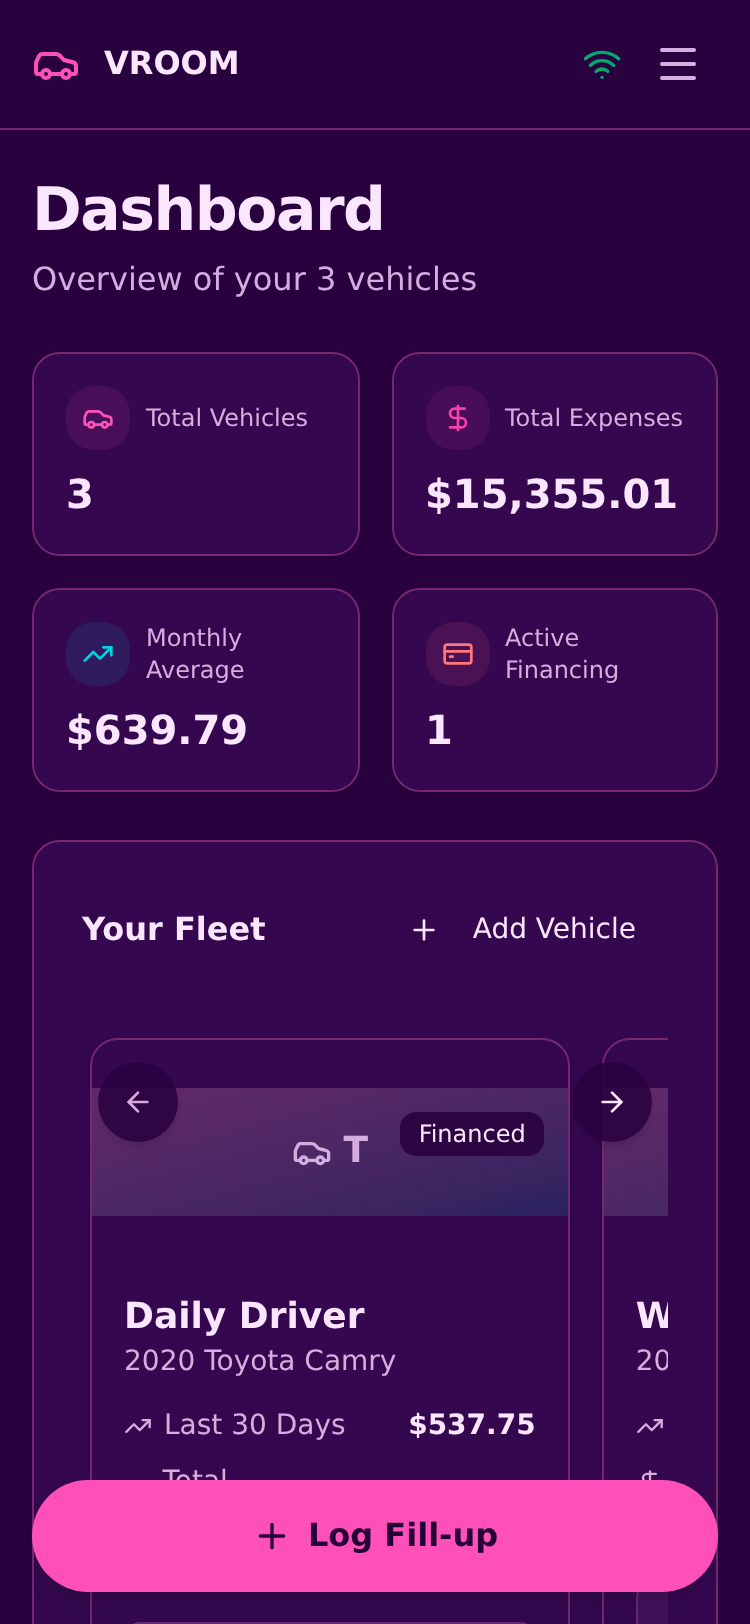 VROOM
Dashboard
Overview of your 3 vehicles
Total Vehicles
3
Total Expenses
$15,355.01
Monthly
Average
$639.79
Active
Financing
1
Your Fleet
+ Add Vehicle
T
Financed
Daily Driver
2020 Toyota Camry
Last 30 Days $537.75
Total
W
20
$
+ Log Fill-up